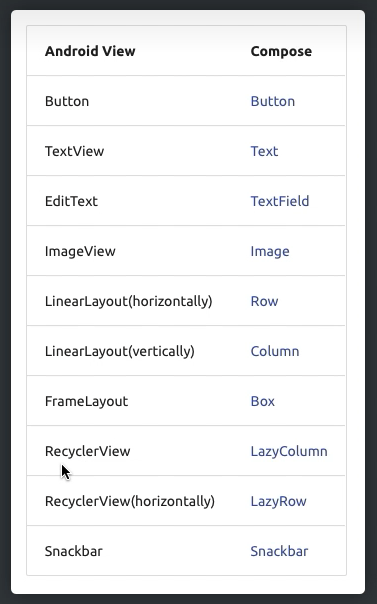 Android View Compose
Button Button
TextView Text
EditText TextField
ImageView Image
LinearLayout(horizontally) Row
LinearLayout(vertically) Column
FrameLayout Box
RecyclerView LazyColumn
RecyclerView(horizontally) LazyRow
Snackbar Snackbar